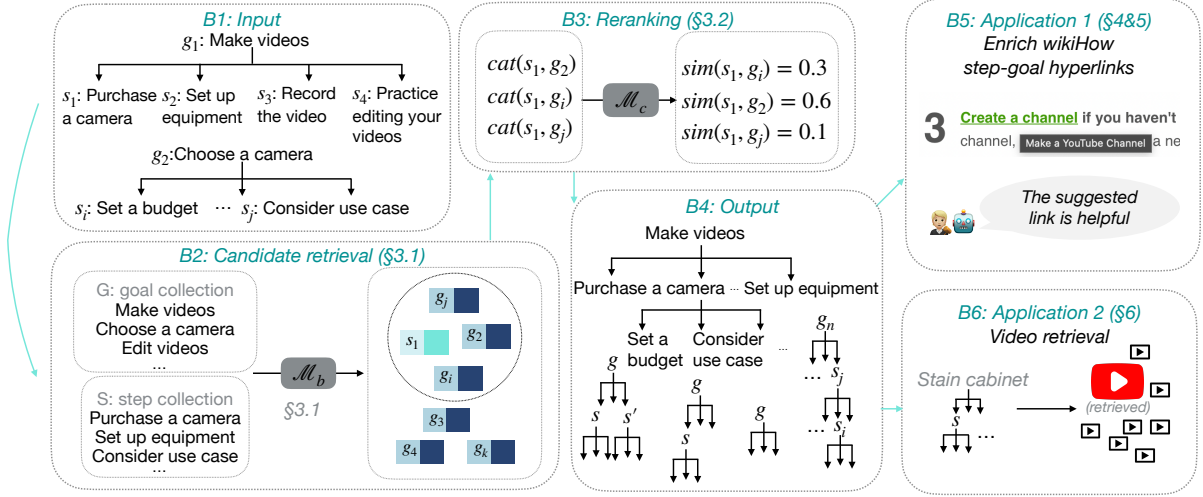 B1: Input
g₁: Make videos
s₁: Purchase a camera
s₂: Set up equipment
s₃: Record the video
s₄: Practice editing your videos
g₂:Choose a camera
sᵢ: Set a budget ··· sⱼ: Consider use case
B2: Candidate retrieval (§3.1)
G: goal collection
Make videos
Choose a camera
Edit videos
...
S: step collection
Purchase a camera
Set up equipment
Consider use case
...
ℳ_b
§3.1
gⱼ
s₁
g₂
gᵢ
g₃
g₄
gₖ
B3: Reranking (§3.2)
cat(s₁, g₂)
cat(s₁, gᵢ)
cat(s₁, gⱼ)
ℳ_c
sim(s₁, gᵢ) = 0.3
sim(s₁, g₂) = 0.6
sim(s₁, gⱼ) = 0.1
B4: Output
Make videos
Purchase a camera ··· Set up equipment
Set a budget
Consider use case
...
gₙ
... sⱼ
... sᵢ
g
s s′
g
s
g
B5: Application 1 (§4&5)
Enrich wikiHow
step-goal hyperlinks
3 Create a channel if you haven't
channel, Make a YouTube Channel a ne
The suggested
link is helpful
B6: Application 2 (§6)
Video retrieval
Stain cabinet
s ...
(retrieved)